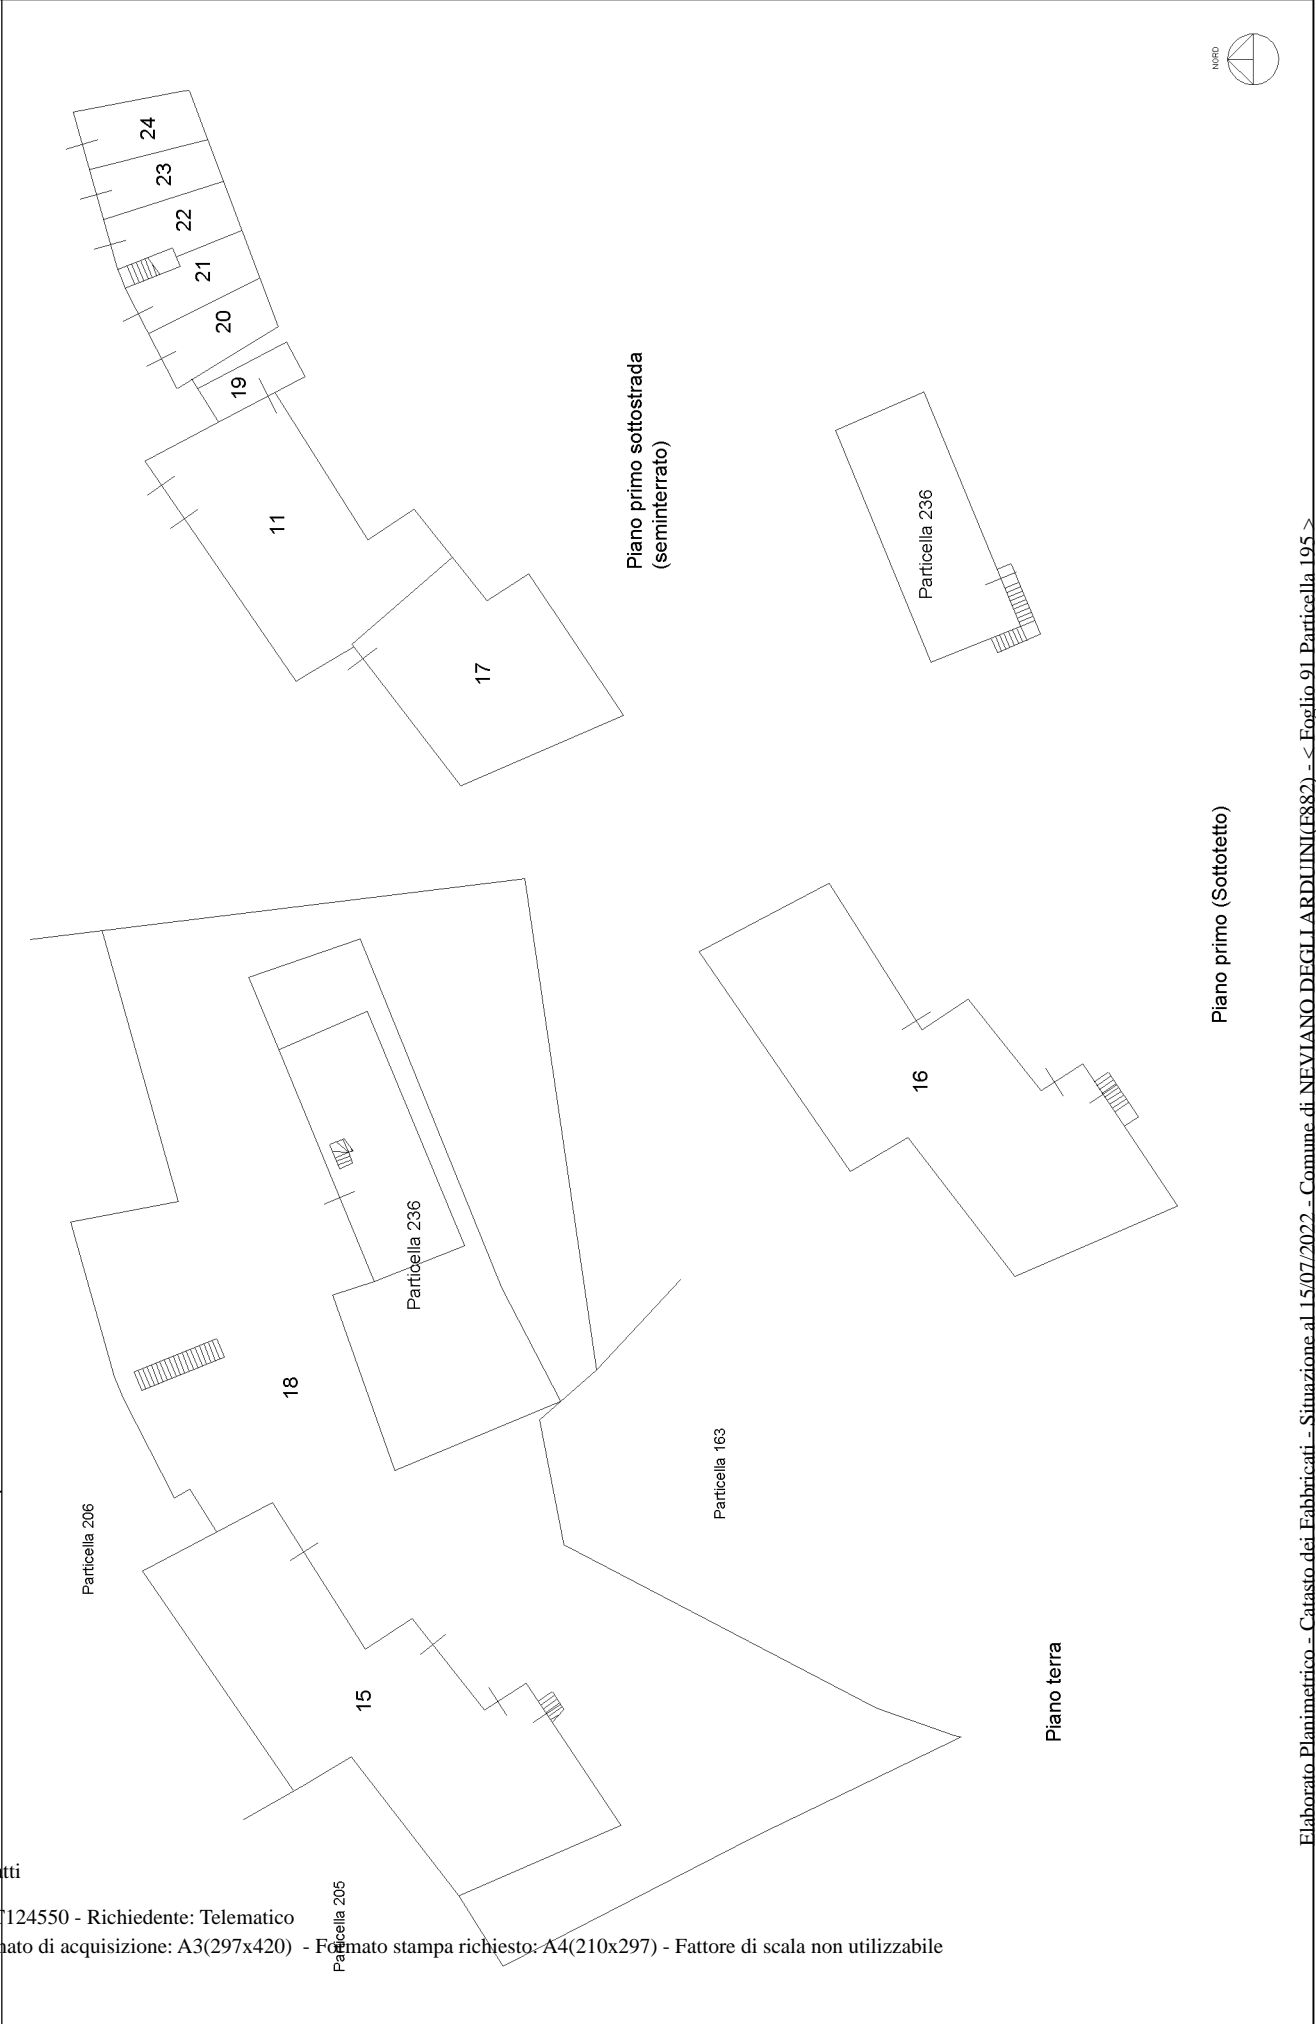 NORD
24
23
22
21
20
19
11
17
Piano primo sottostrada
(seminterrato)
Particella 236
16
Piano primo (Sottotetto)
Particella 236
18
Particella 206
Particella 163
15
Piano terra
Particella 205
Elaborato Planimetrico - Catasto dei Fabbricati - Situazione al 15/07/2022 - Comune di NEVIANO DEGLI ARDUINI(F882) - < Foglio 91 Particella 195 >
T124550 - Richiedente: Telematico
di acquisizione: A3(297x420) - Formato stampa richiesto: A4(210x297) - Fattore di scala non utilizzabile